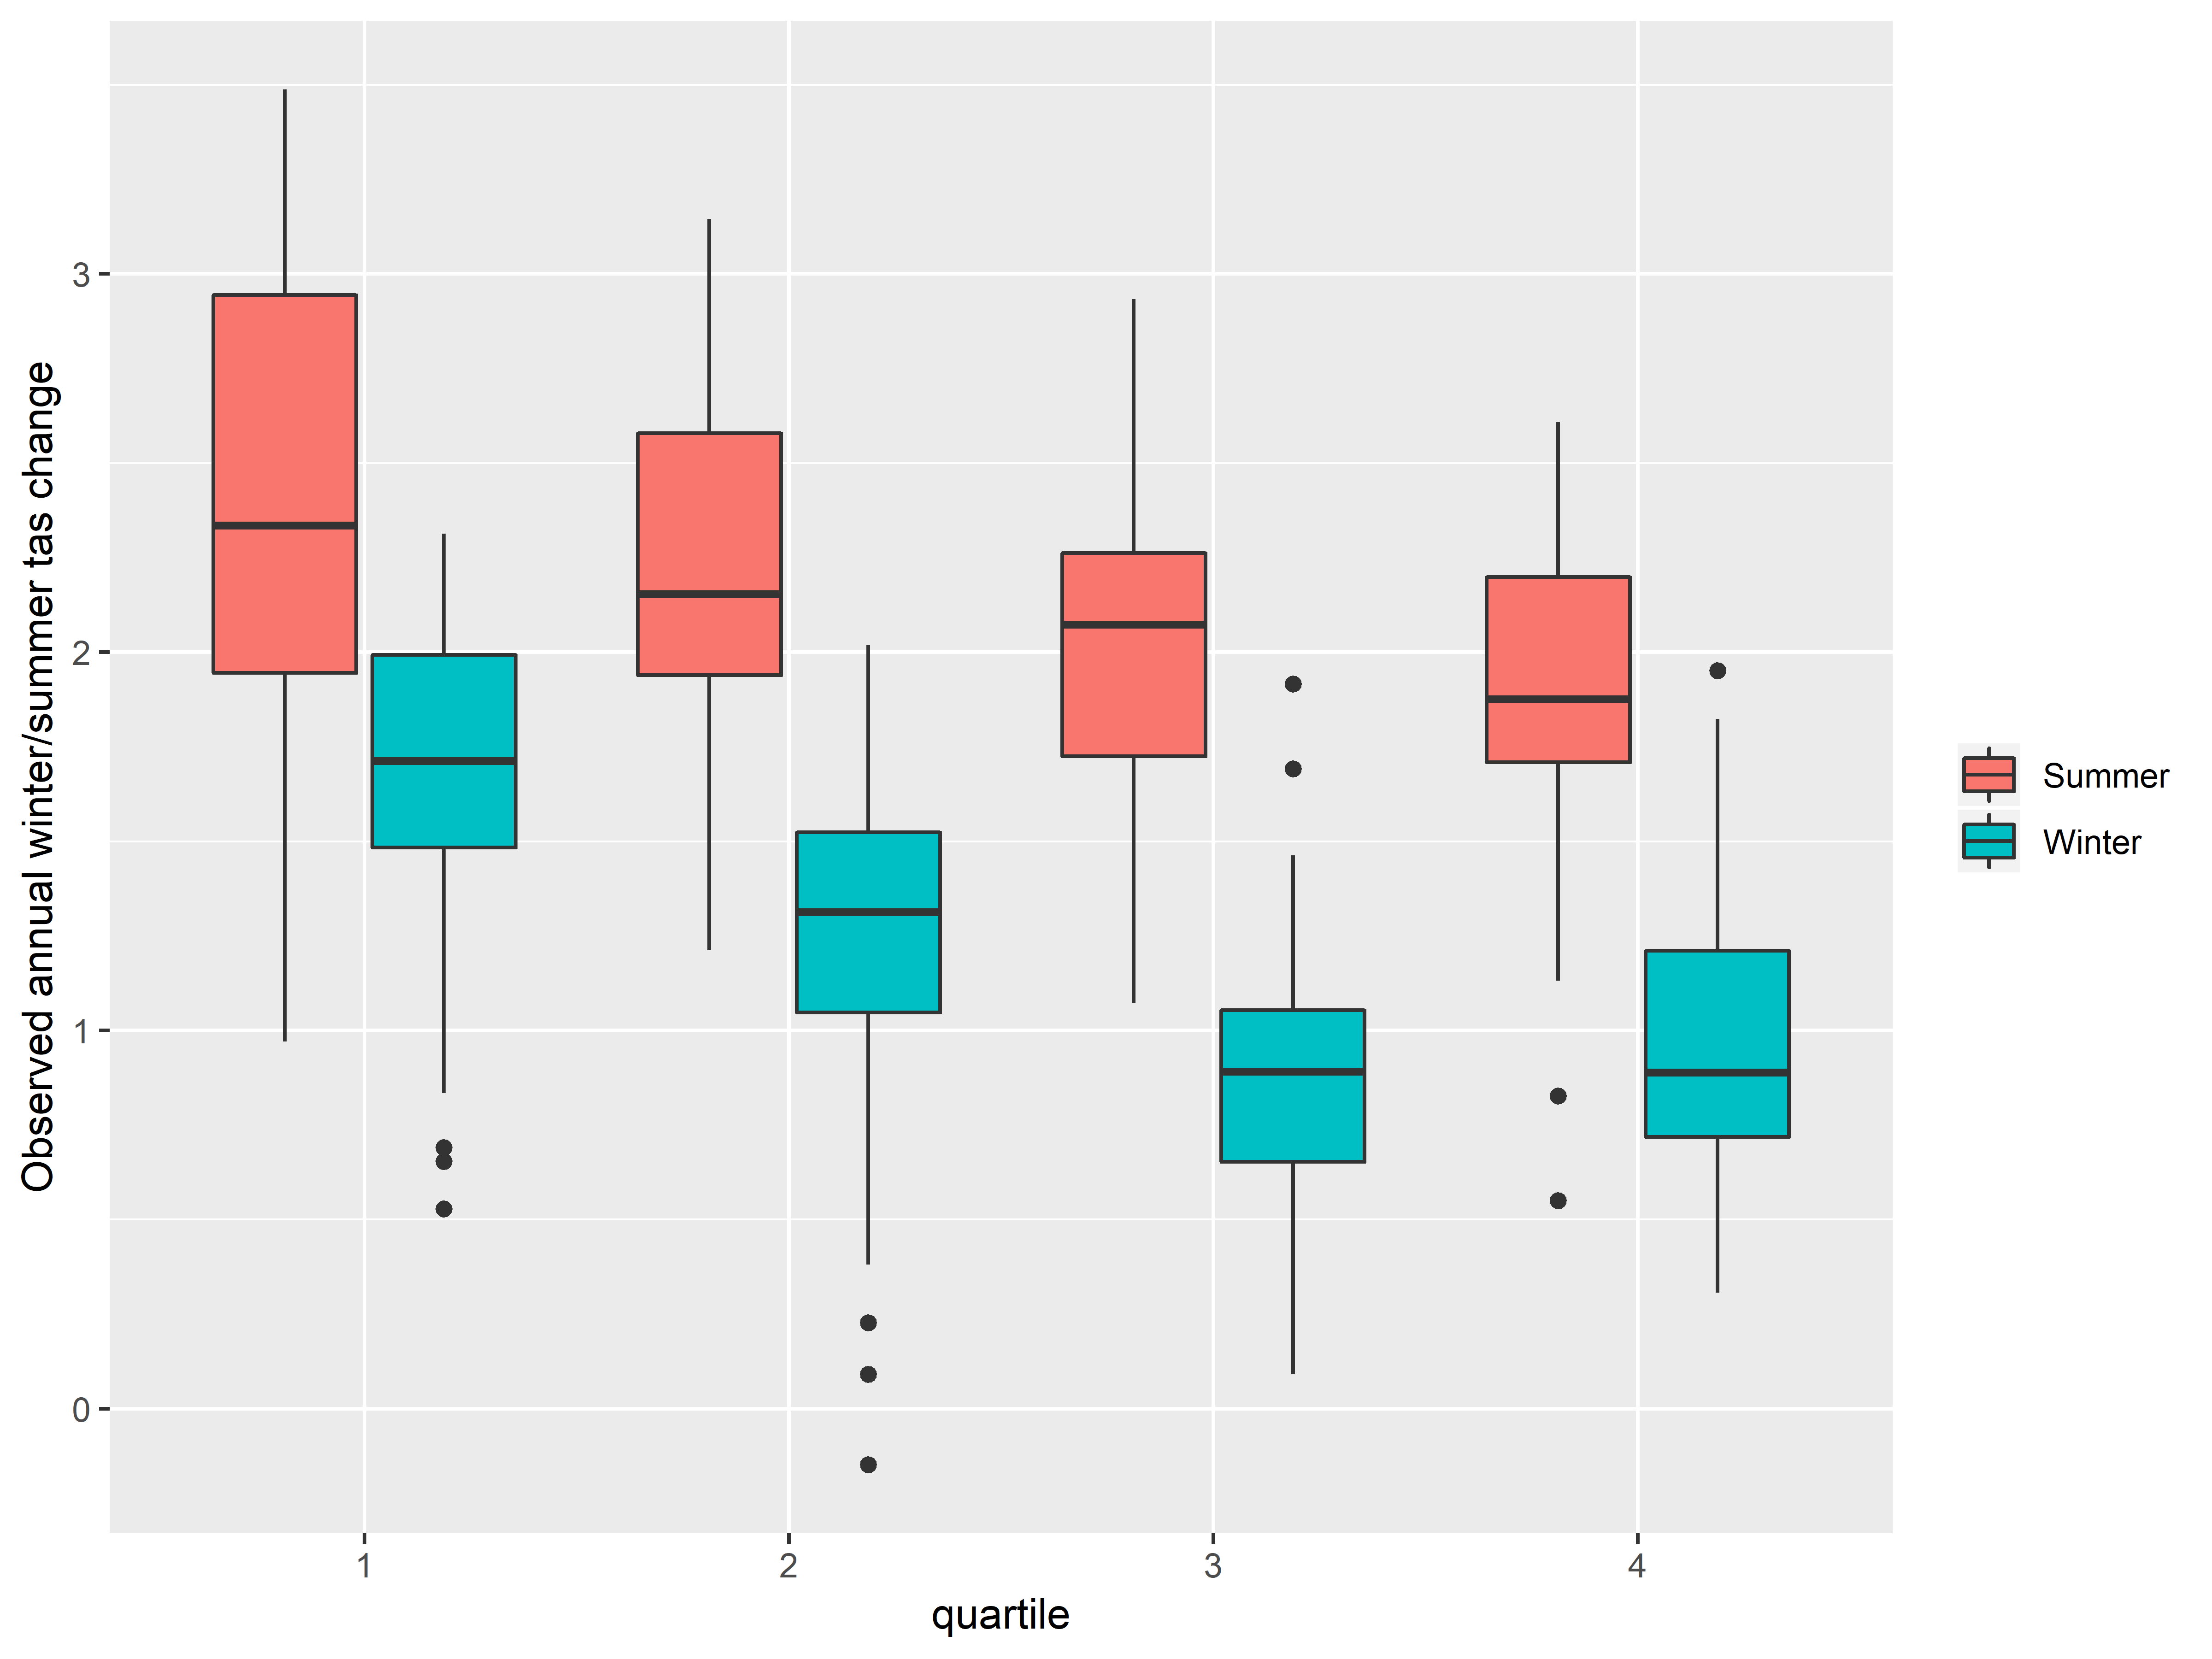 Observed annual winter/summer tas change
3
2
1
0
1 2 3 4
quartile
Summer
Winter